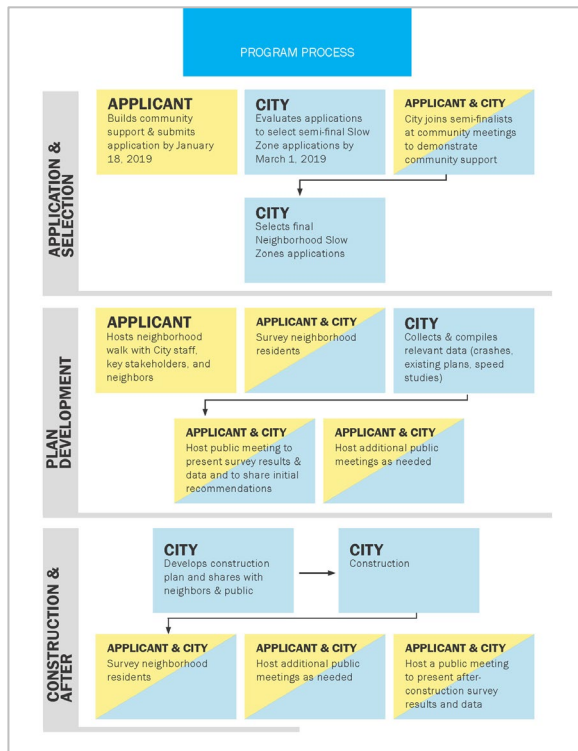 PROGRAM PROCESS
APPLICATION &
SELECTION
APPLICANT
Builds community
support & submits
application by January
18, 2019
CITY
Evaluates applications
to select semi-final Slow
Zone applications by
March 1, 2019
APPLICANT & CITY
City joins semi-finalists
at community meetings
to demonstrate
community support
CITY
Selects final
Neighborhood Slow
Zones applications
PLAN
DEVELOPMENT
APPLICANT
Hosts neighborhood
walk with City staff,
key stakeholders, and
neighbors
APPLICANT & CITY
Survey neighborhood
residents
CITY
Collects & compiles
relevant data (crashes,
existing plans, speed
studies)
APPLICANT & CITY
Host public meeting to
present survey results &
data and to share initial
recommendations
APPLICANT & CITY
Host additional public
meetings as needed
CONSTRUCTION &
AFTER
CITY
Develops construction
plan and shares with
neighbors & public
CITY
Construction
APPLICANT & CITY
Survey neighborhood
residents
APPLICANT & CITY
Host additional public
meetings as needed
APPLICANT & CITY
Host a public meeting
to present after-
construction survey
results and data